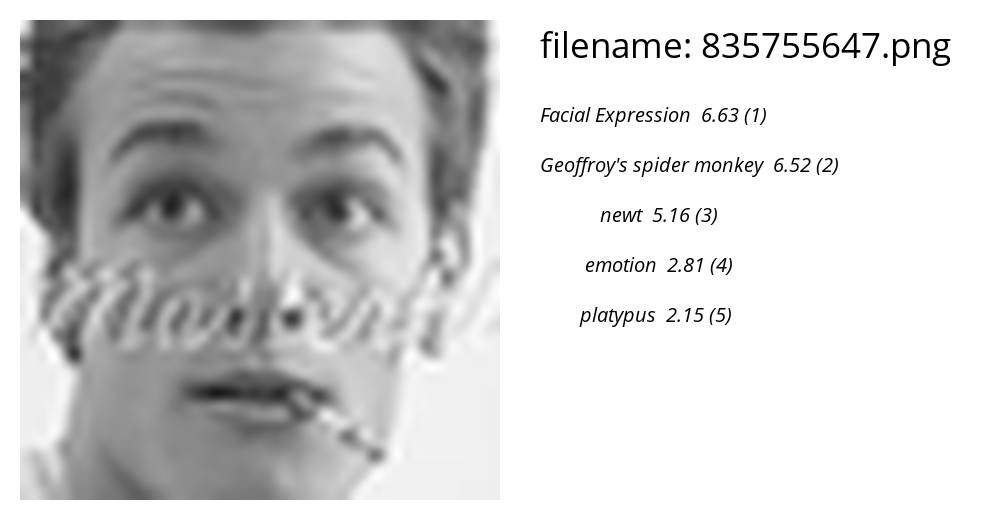 filename: 835755647.png
Facial Expression 6.63 (1)
Geoffroy's spider monkey 6.52 (2)
newt 5.16 (3)
emotion 2.81 (4)
platypus 2.15 (5)